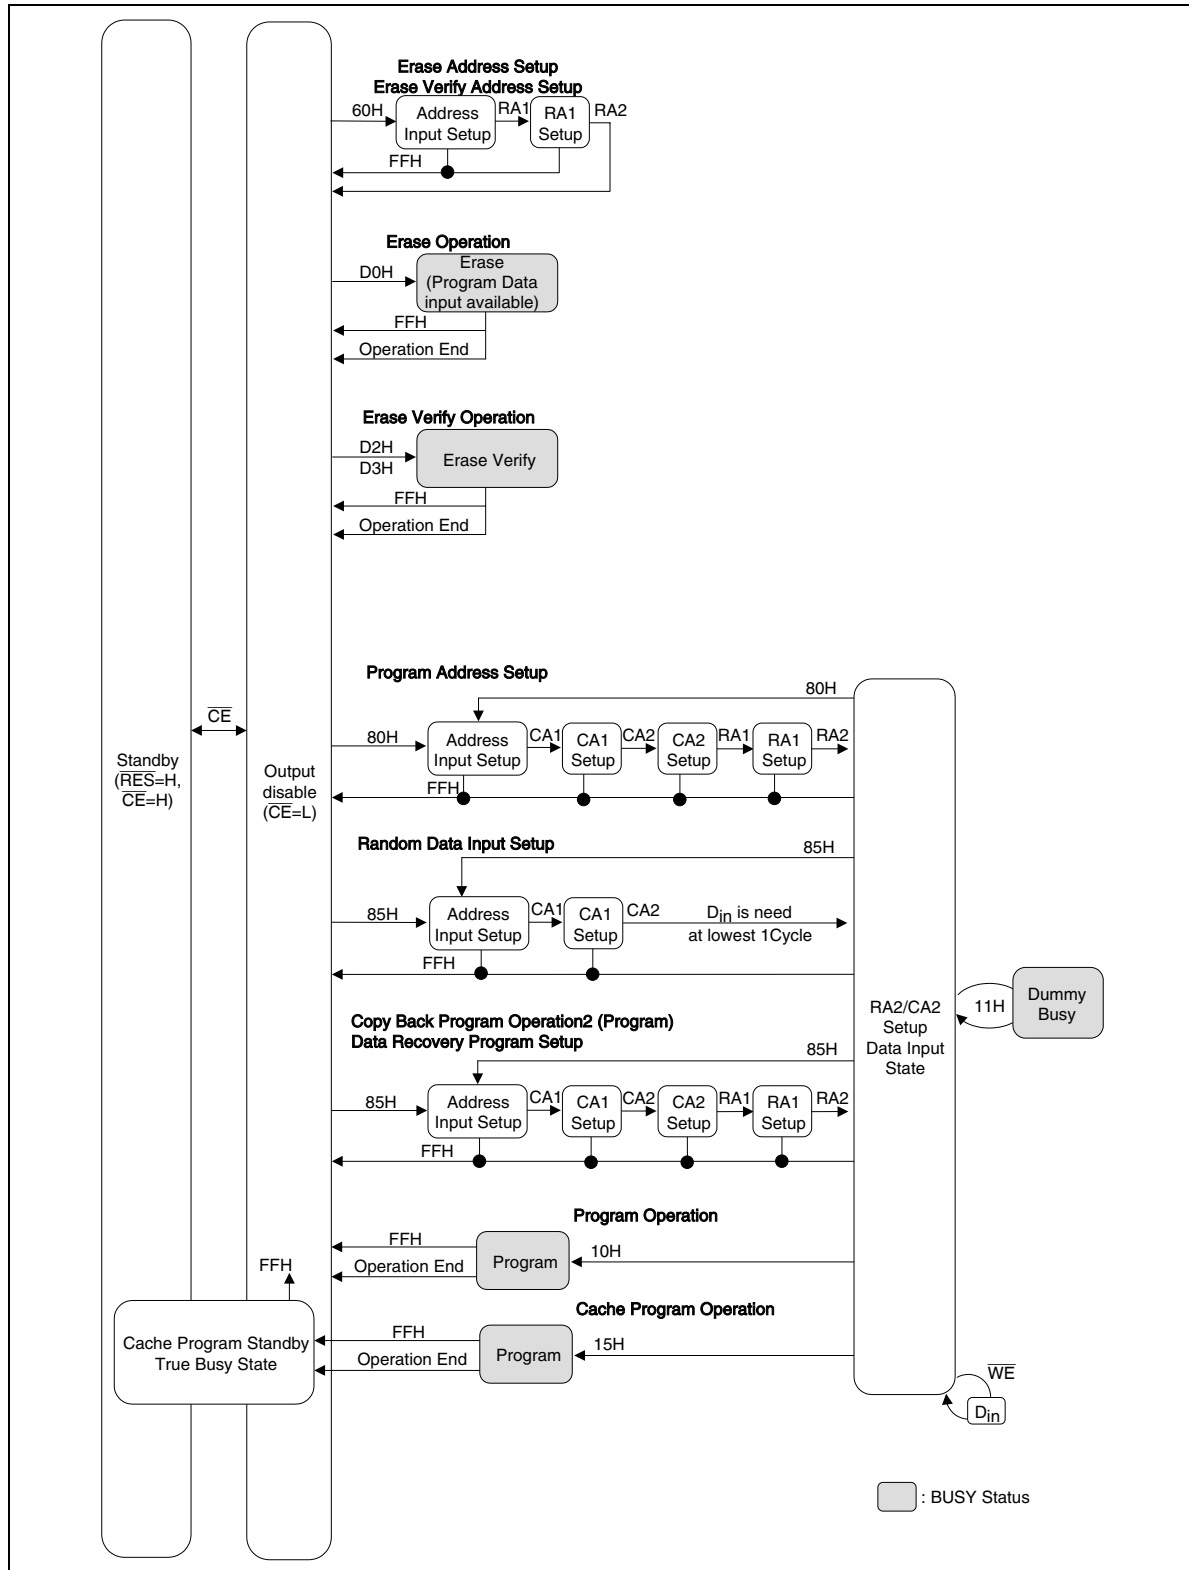 Erase Address Setup
Erase Verify Address Setup
60H
Address
Input Setup
RA1
RA1
Setup
RA2
FFH
Erase Operation
D0H
Erase
(Program Data
input available)
FFH
Operation End
Erase Verify Operation
D2H
D3H
Erase Verify
FFH
Operation End
Program Address Setup
80H
80H
Address
Input Setup
CA1
CA1
Setup
CA2
CA2
Setup
RA1
RA1
Setup
RA2
FFH
CE
Standby
(RES=H,
CE=H)
Output
disable
(CE=L)
Random Data Input Setup
85H
85H
Address
Input Setup
CA1
CA1
Setup
CA2
Din is need
at lowest 1Cycle
FFH
RA2/CA2
Setup
Data Input
State
11H
Dummy
Busy
Copy Back Program Operation2 (Program)
Data Recovery Program Setup
85H
85H
Address
Input Setup
CA1
CA1
Setup
CA2
CA2
Setup
RA1
RA1
Setup
RA2
FFH
Program Operation
FFH
Operation End
Program
10H
FFH
Cache Program Operation
Cache Program Standby
True Busy State
FFH
Operation End
Program
15H
WE
Din
: BUSY Status